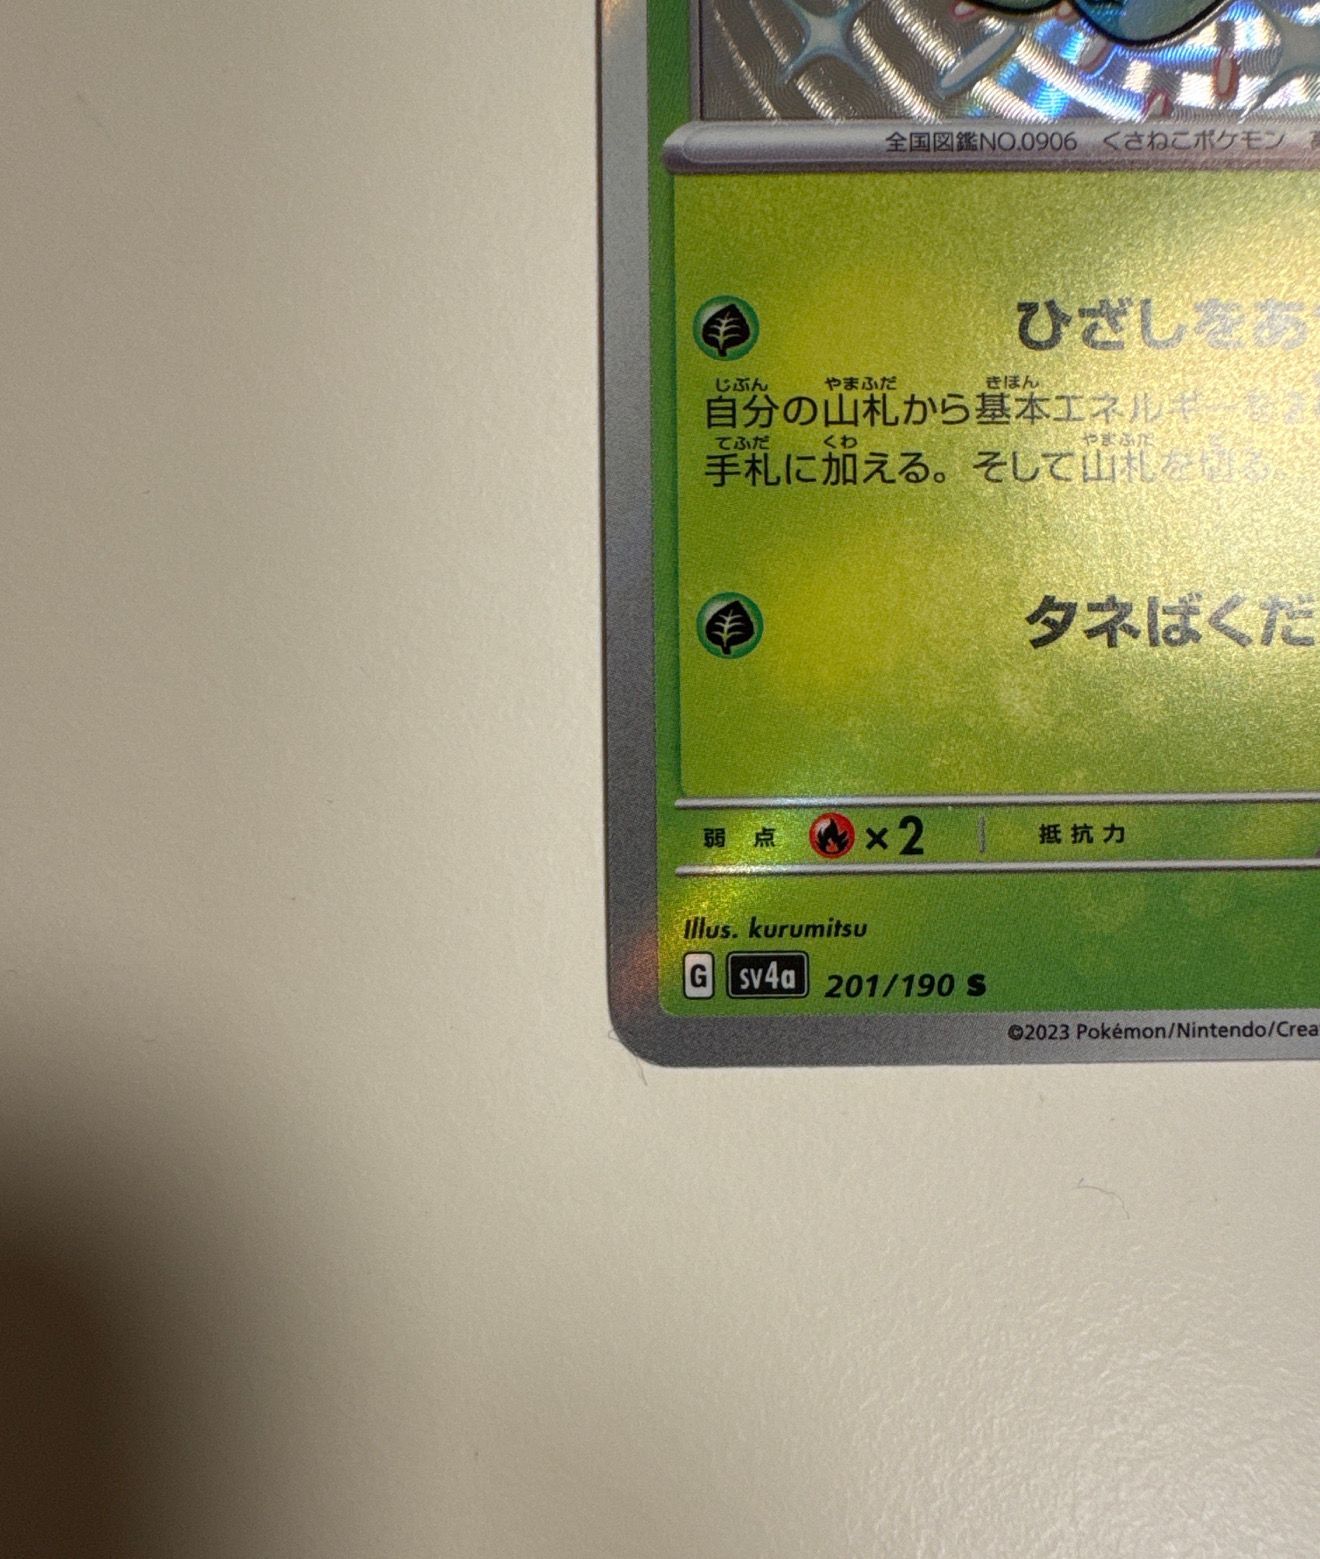 全国図鑑NO.0906 くさねこポケモン
ひざしをあ
じぶん やまふだ きほん
自分の山札から基本エネルギーを
てふだ くわ やまふだ
手札に加える。そして山札を切る。
タネばくだ
弱点 ×2 抵抗力
Illus. kurumitsu
G sv4a 201/190 S
©2023 Pokémon/Nintendo/Crea